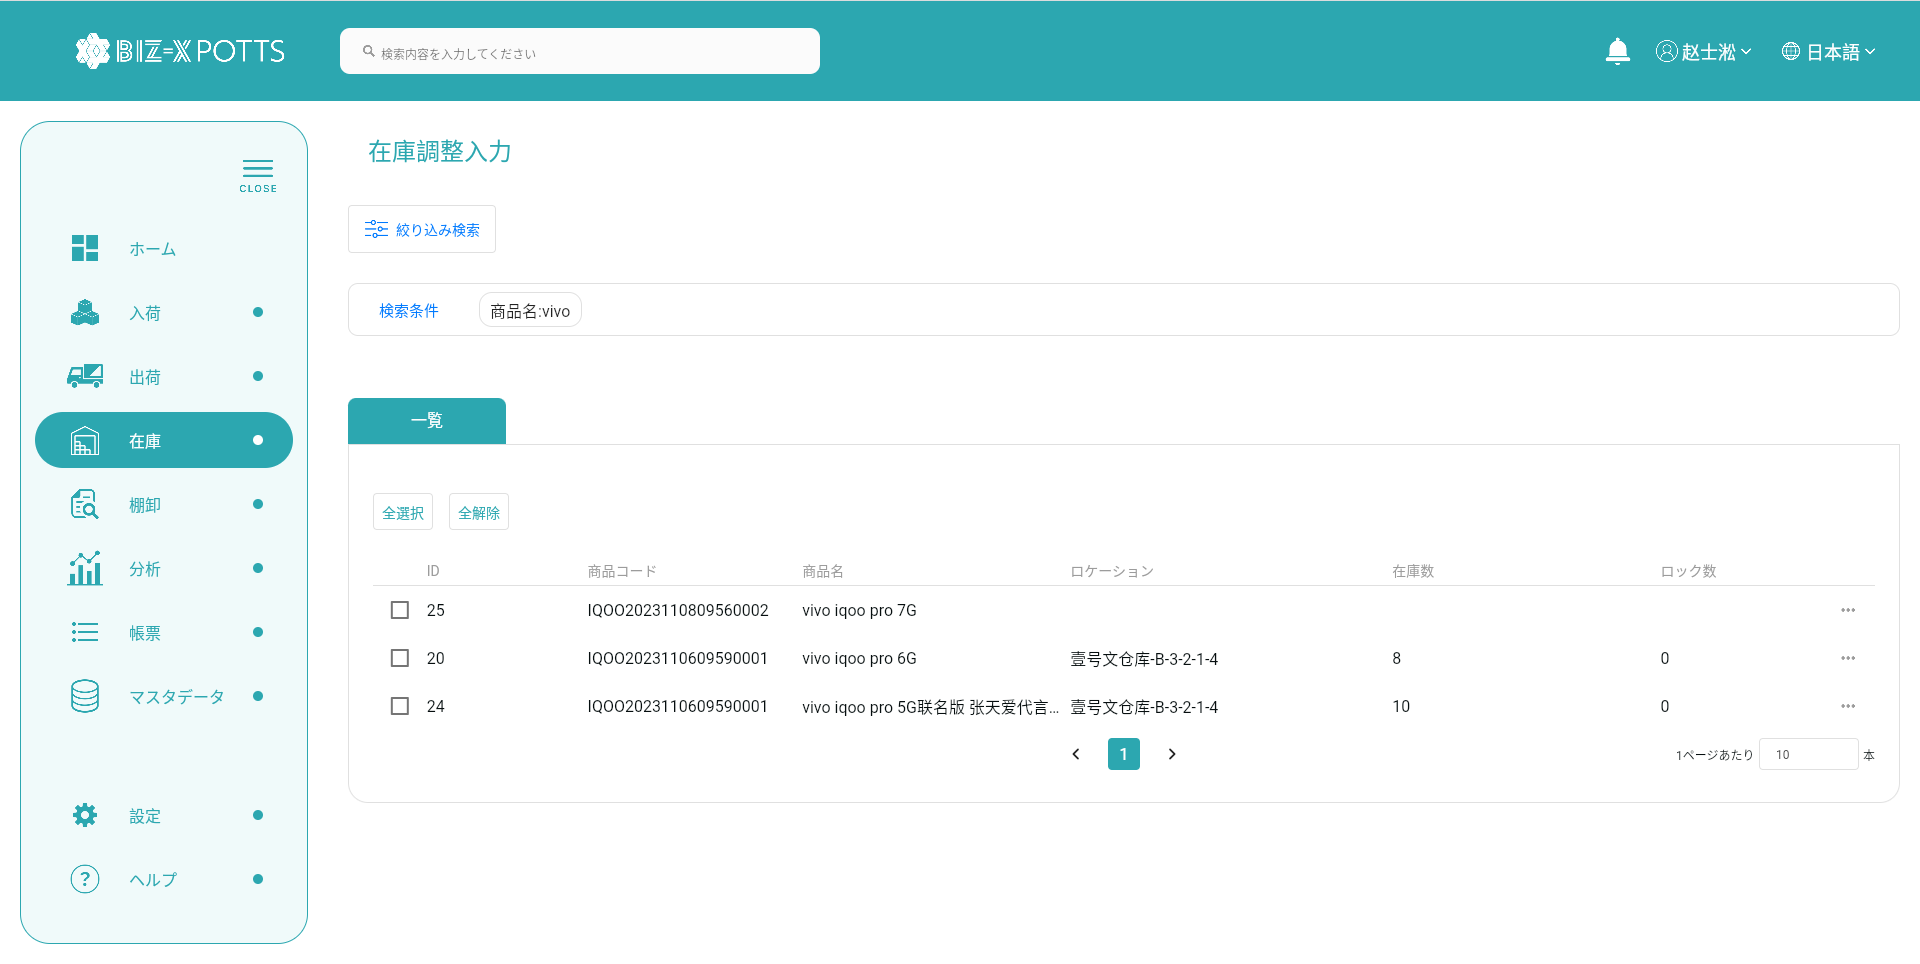 BIZ=X POTTS
検索内容を入力してください
赵士淞
日本語
CLOSE
ホーム
入荷
出荷
在庫
棚卸
分析
帳票
マスタデータ
設定
ヘルプ
在庫調整入力
絞り込み検索
検索条件 商品名:vivo
一覧
全選択 全解除
ID 商品コード 商品名 ロケーション 在庫数 ロック数
25 IQOO2023110809560002 vivo iqoo pro 7G
20 IQOO2023110609590001 vivo iqoo pro 6G 壹号文仓库-B-3-2-1-4 8 0
24 IQOO2023110609590001 vivo iqoo pro 5G联名版 张天爱代言... 壹号文仓库-B-3-2-1-4 10 0
1
1ページあたり 10 本